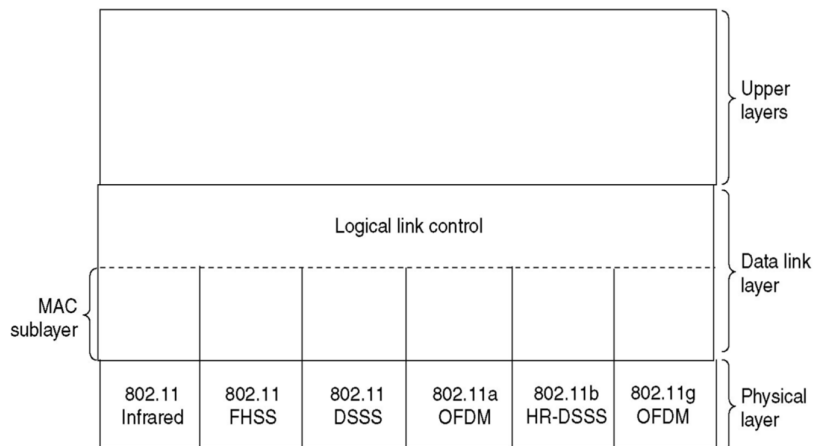 Upper
layers
Logical link control
Data link
layer
MAC
sublayer
802.11
Infrared
802.11
FHSS
802.11
DSSS
802.11a
OFDM
802.11b
HR-DSSS
802.11g
OFDM
Physical
layer